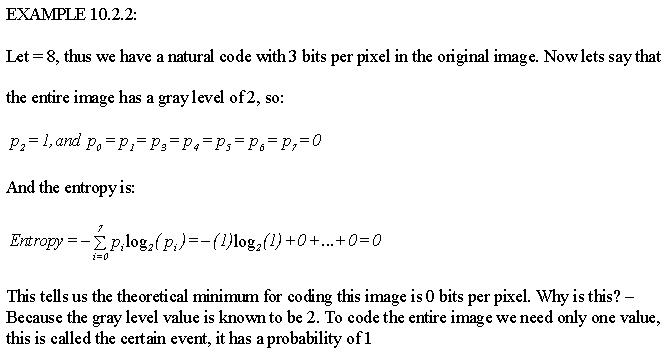 EXAMPLE 10.2.2:
Let = 8, thus we have a natural code with 3 bits per pixel in the original image. Now lets say that
the entire image has a gray level of 2, so:
p₂ = 1, and p₀ = p₁ = p₃ = p₄ = p₅ = p₆ = p₇ = 0
And the entropy is:
Entropy = − ∑_{i=0}^{7} pᵢ log₂( pᵢ ) = − (1) log₂(1) + 0 + ... + 0 = 0
This tells us the theoretical minimum for coding this image is 0 bits per pixel. Why is this? –
Because the gray level value is known to be 2. To code the entire image we need only one value,
this is called the certain event, it has a probability of 1